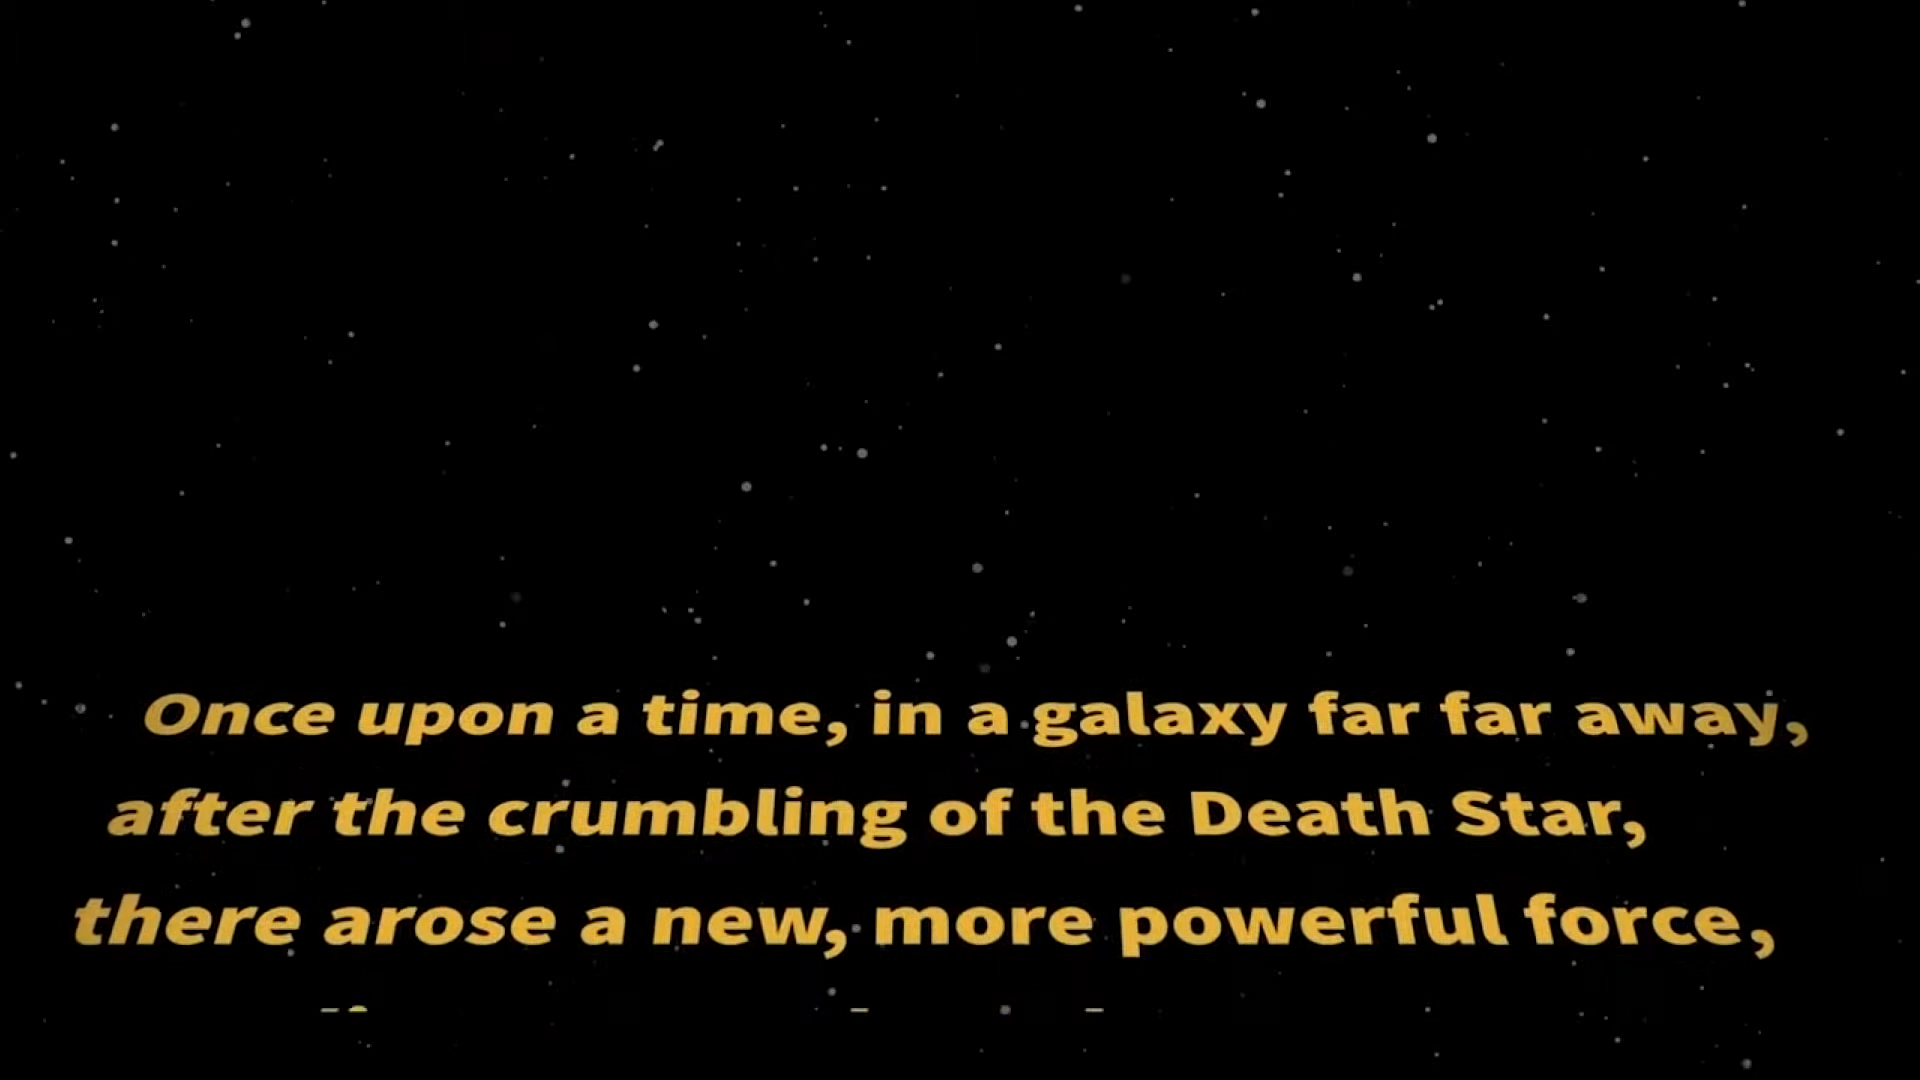 Once upon a time, in a galaxy far far away,
after the crumbling of the Death Star,
there arose a new, more powerful force,